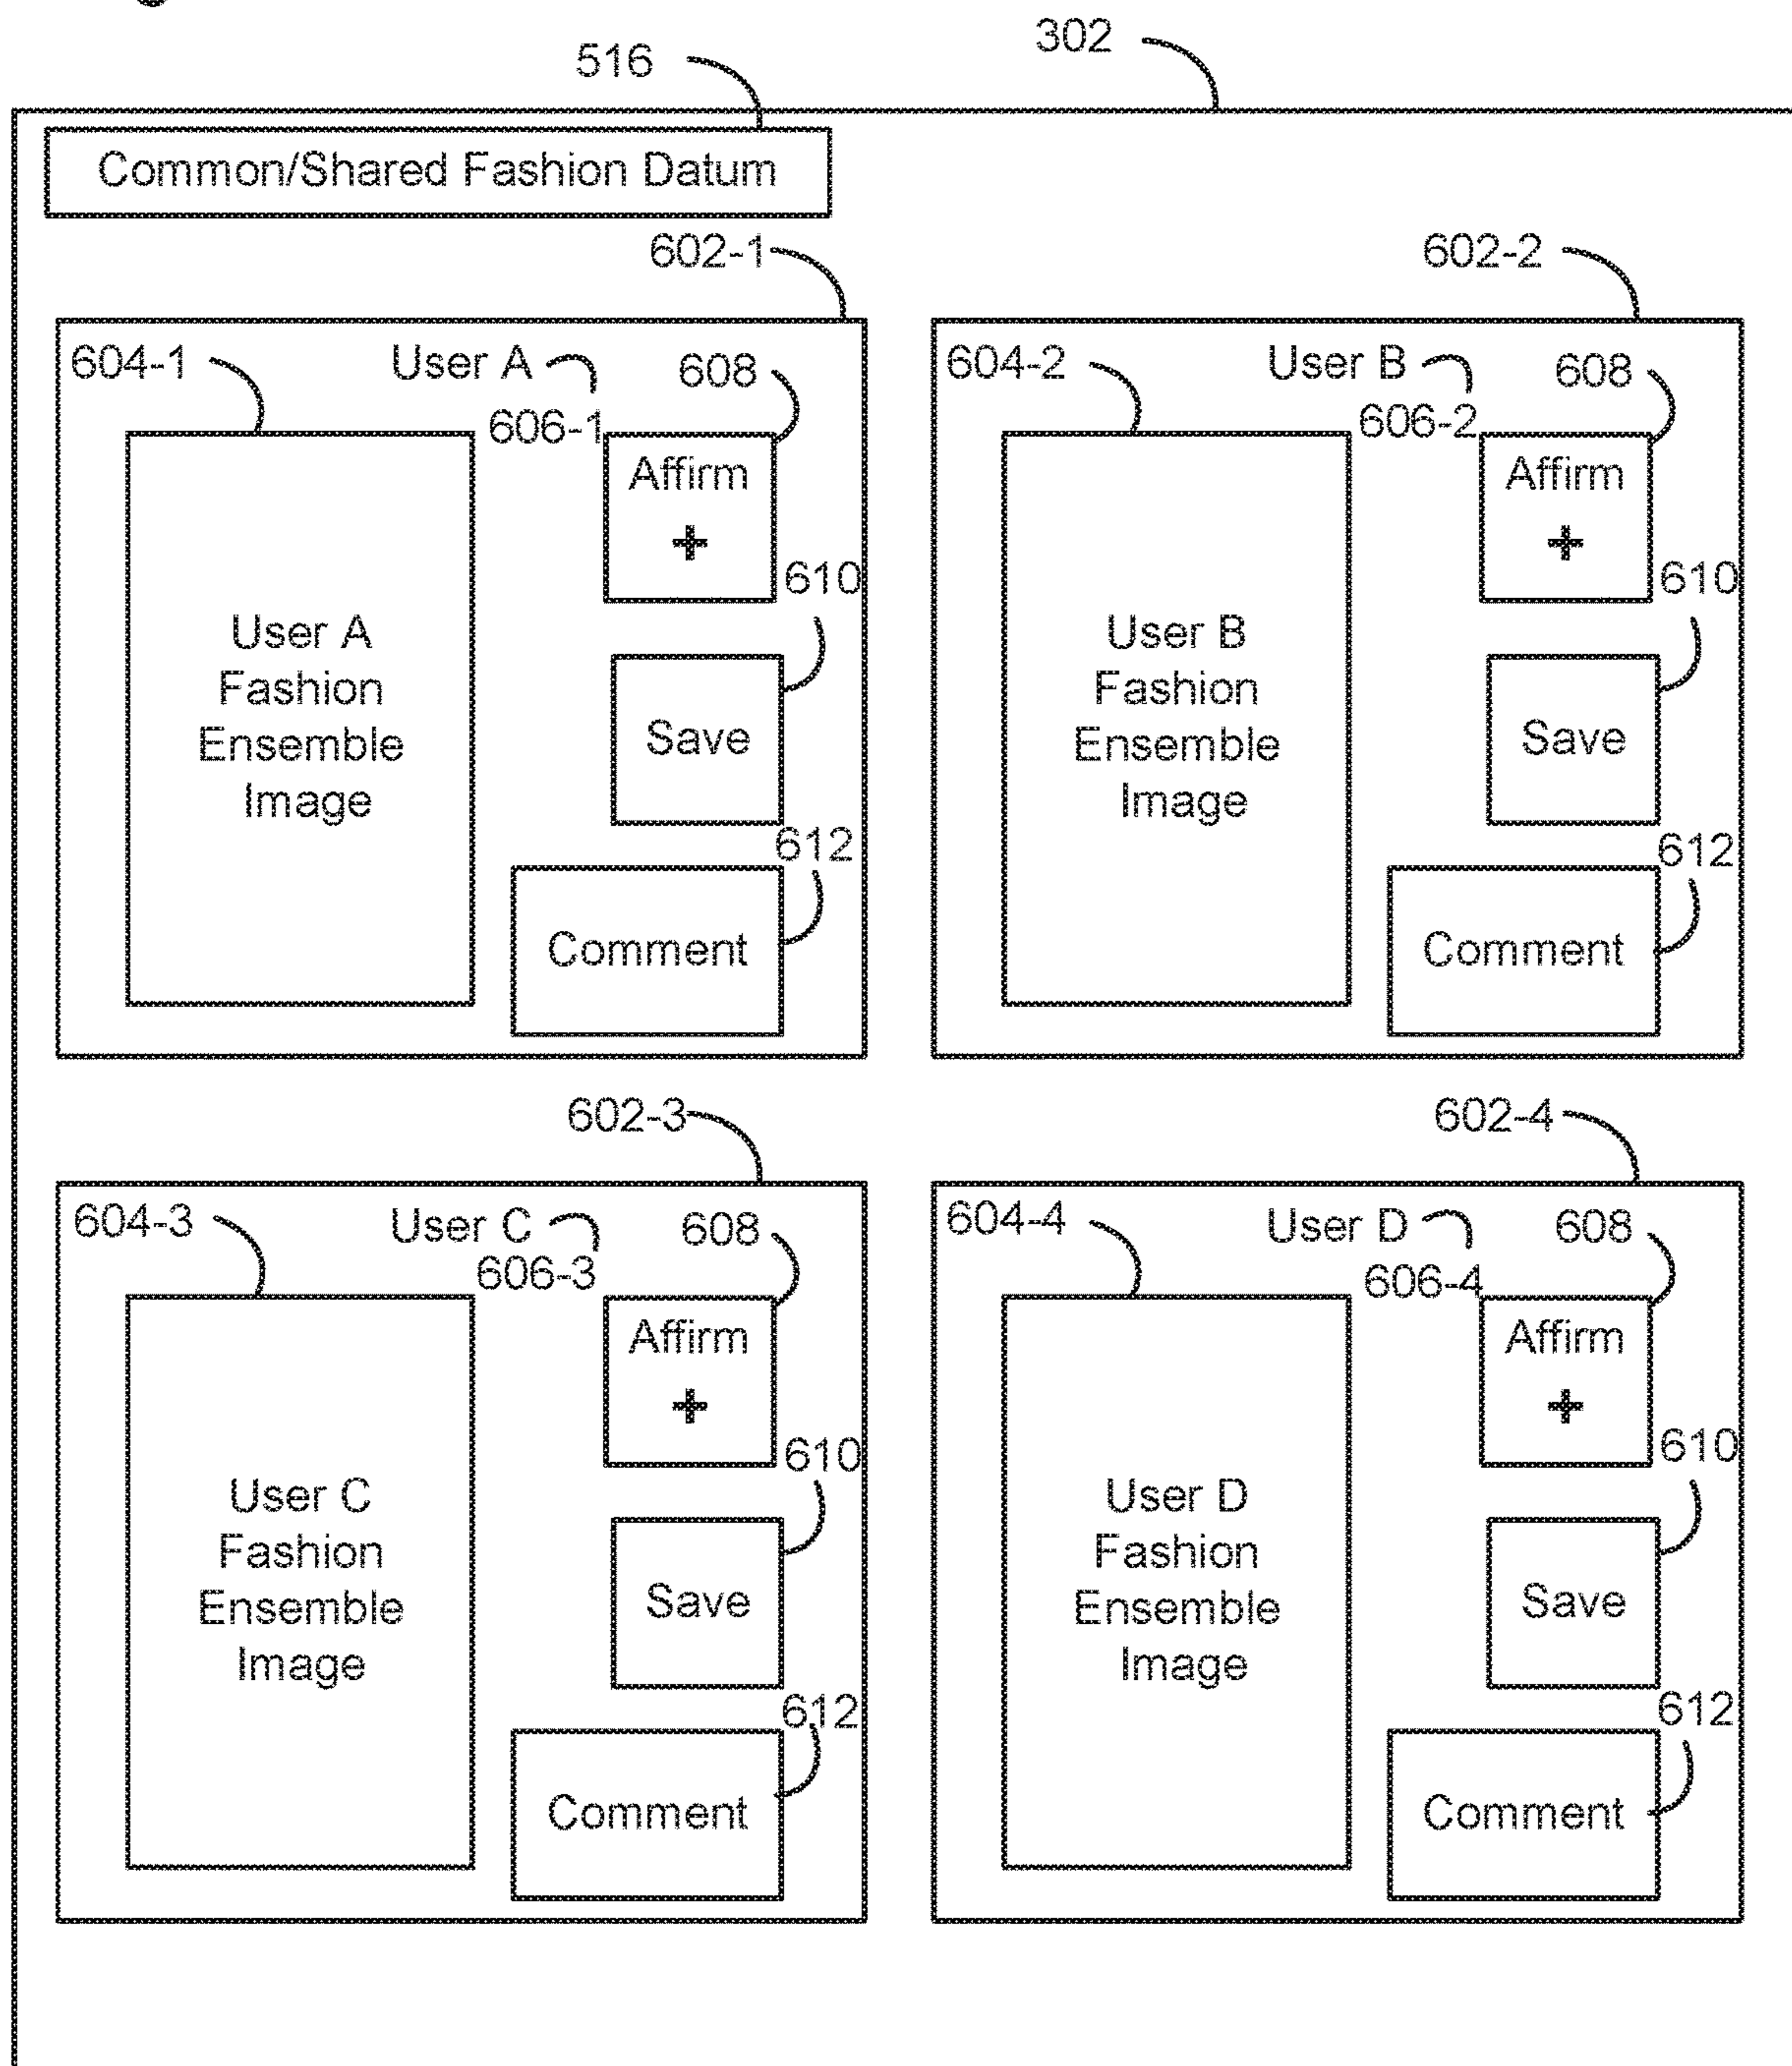 302
516
Common/Shared Fashion Datum
602-1
602-2
604-1 User A 608
606-1
Affirm
+
610
User A
Fashion
Ensemble
Image
Save
612
Comment
604-2 User B 608
606-2
Affirm
+
610
User B
Fashion
Ensemble
Image
Save
612
Comment
602-3
602-4
604-3 User C 608
606-3
Affirm
+
610
User C
Fashion
Ensemble
Image
Save
612
Comment
604-4 User D 608
606-4
Affirm
+
610
User D
Fashion
Ensemble
Image
Save
612
Comment